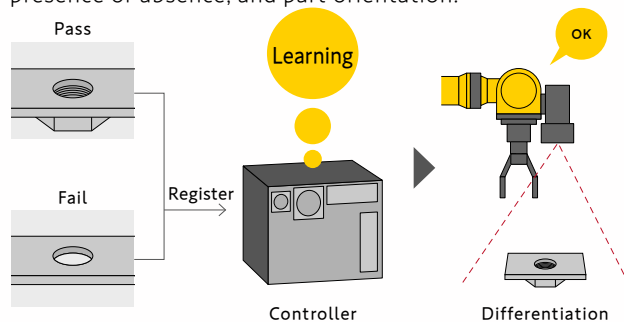 presence or absence, and part orientation.
Pass
Learning
OK
Fail
Register
Controller
Differentiation